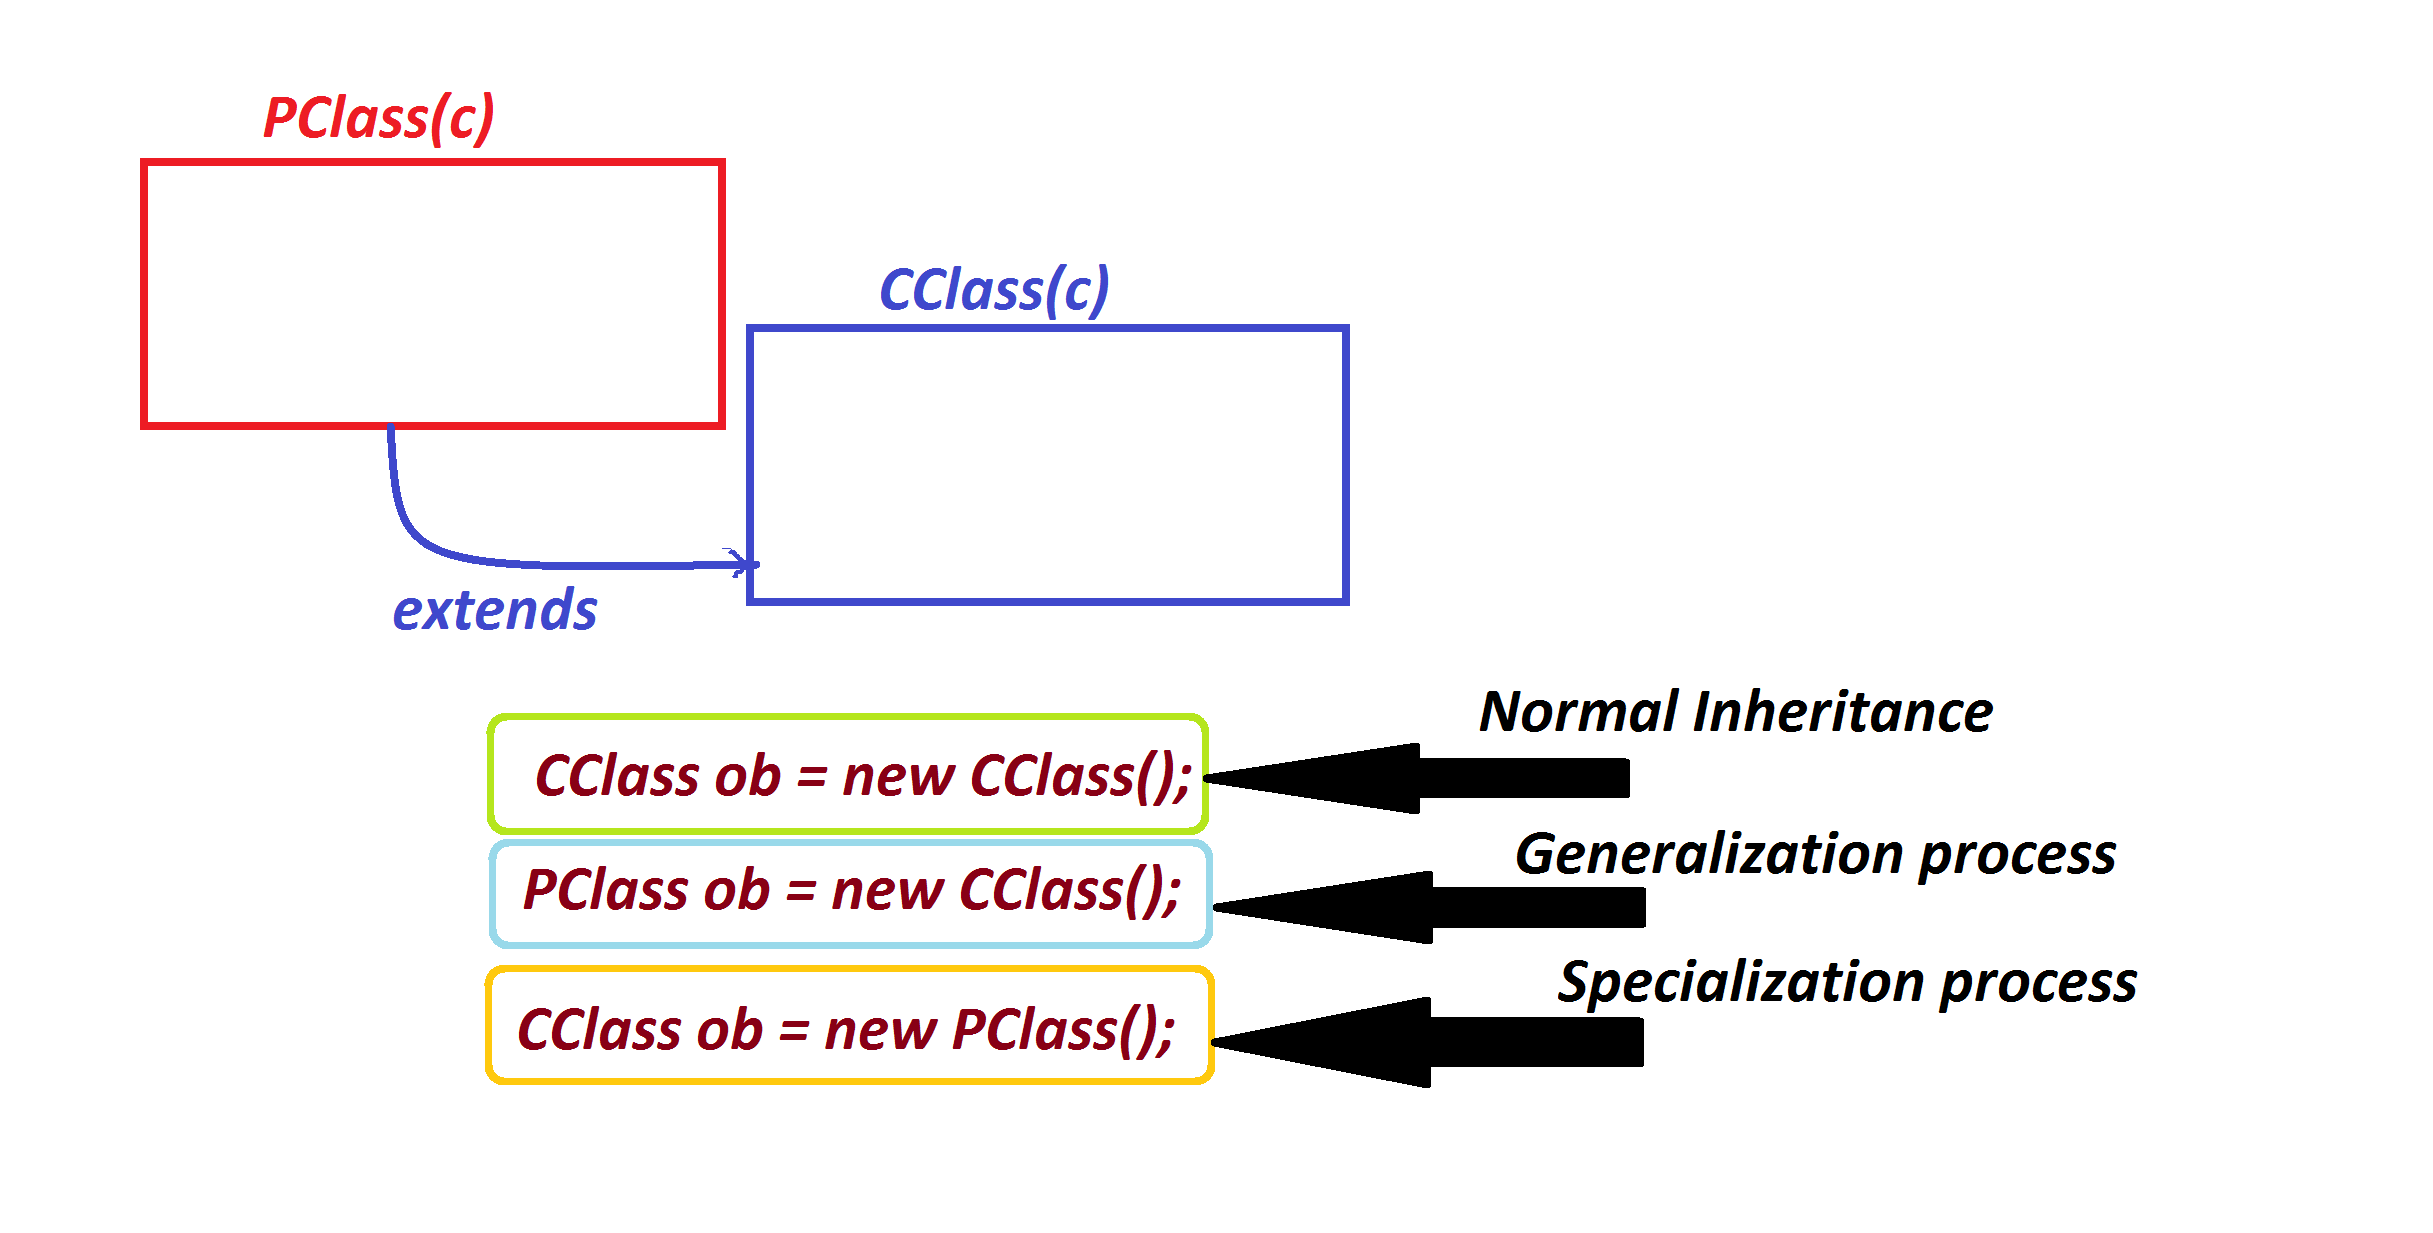 PClass(c)
CClass(c)
extends
Normal Inheritance
CClass ob = new CClass();
Generalization process
PClass ob = new CClass();
Specialization process
CClass ob = new PClass();